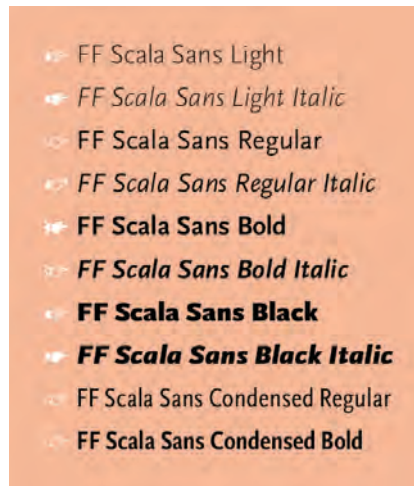 FF Scala Sans Light
FF Scala Sans Light Italic
FF Scala Sans Regular
FF Scala Sans Regular Italic
FF Scala Sans Bold
FF Scala Sans Bold Italic
FF Scala Sans Black
FF Scala Sans Black Italic
FF Scala Sans Condensed Regular
FF Scala Sans Condensed Bold